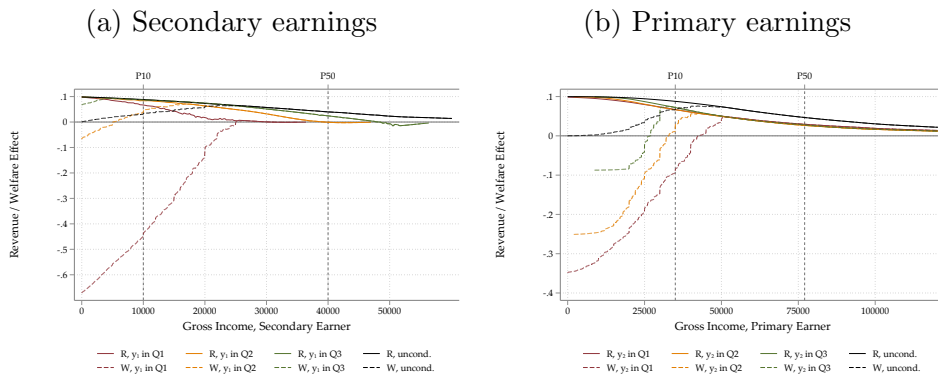 (a) Secondary earnings
(b) Primary earnings
P10 P50
.1
0
-.1
-.2
-.3
-.4
-.5
-.6
Revenue / Welfare Effect
0 10000 20000 30000 40000 50000
Gross Income, Secondary Earner
R, y₁ in Q1 R, y₁ in Q2 R, y₁ in Q3 R, uncond.
W, y₁ in Q1 W, y₁ in Q2 W, y₁ in Q3 W, uncond.
P10 P50
.1
0
-.1
-.2
-.3
-.4
Revenue / Welfare Effect
0 25000 50000 75000 100000
Gross Income, Primary Earner
R, y₂ in Q1 R, y₂ in Q2 R, y₂ in Q3 R, uncond.
W, y₂ in Q1 W, y₂ in Q2 W, y₂ in Q3 W, uncond.